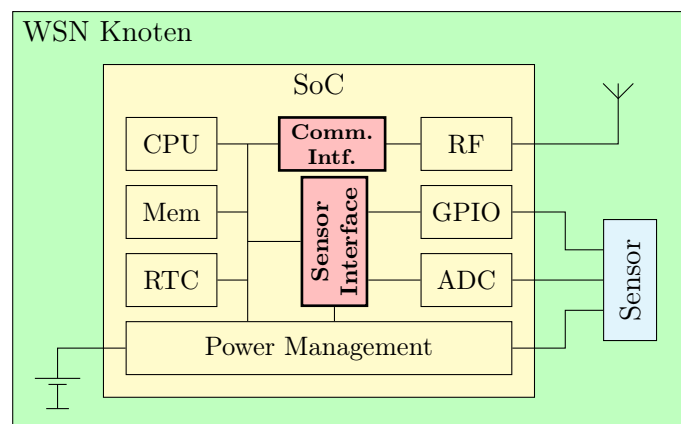 WSN Knoten
SoC
CPU
Comm.
Intf.
RF
Mem
Sensor
Interface
GPIO
RTC
ADC
Sensor
Power Management